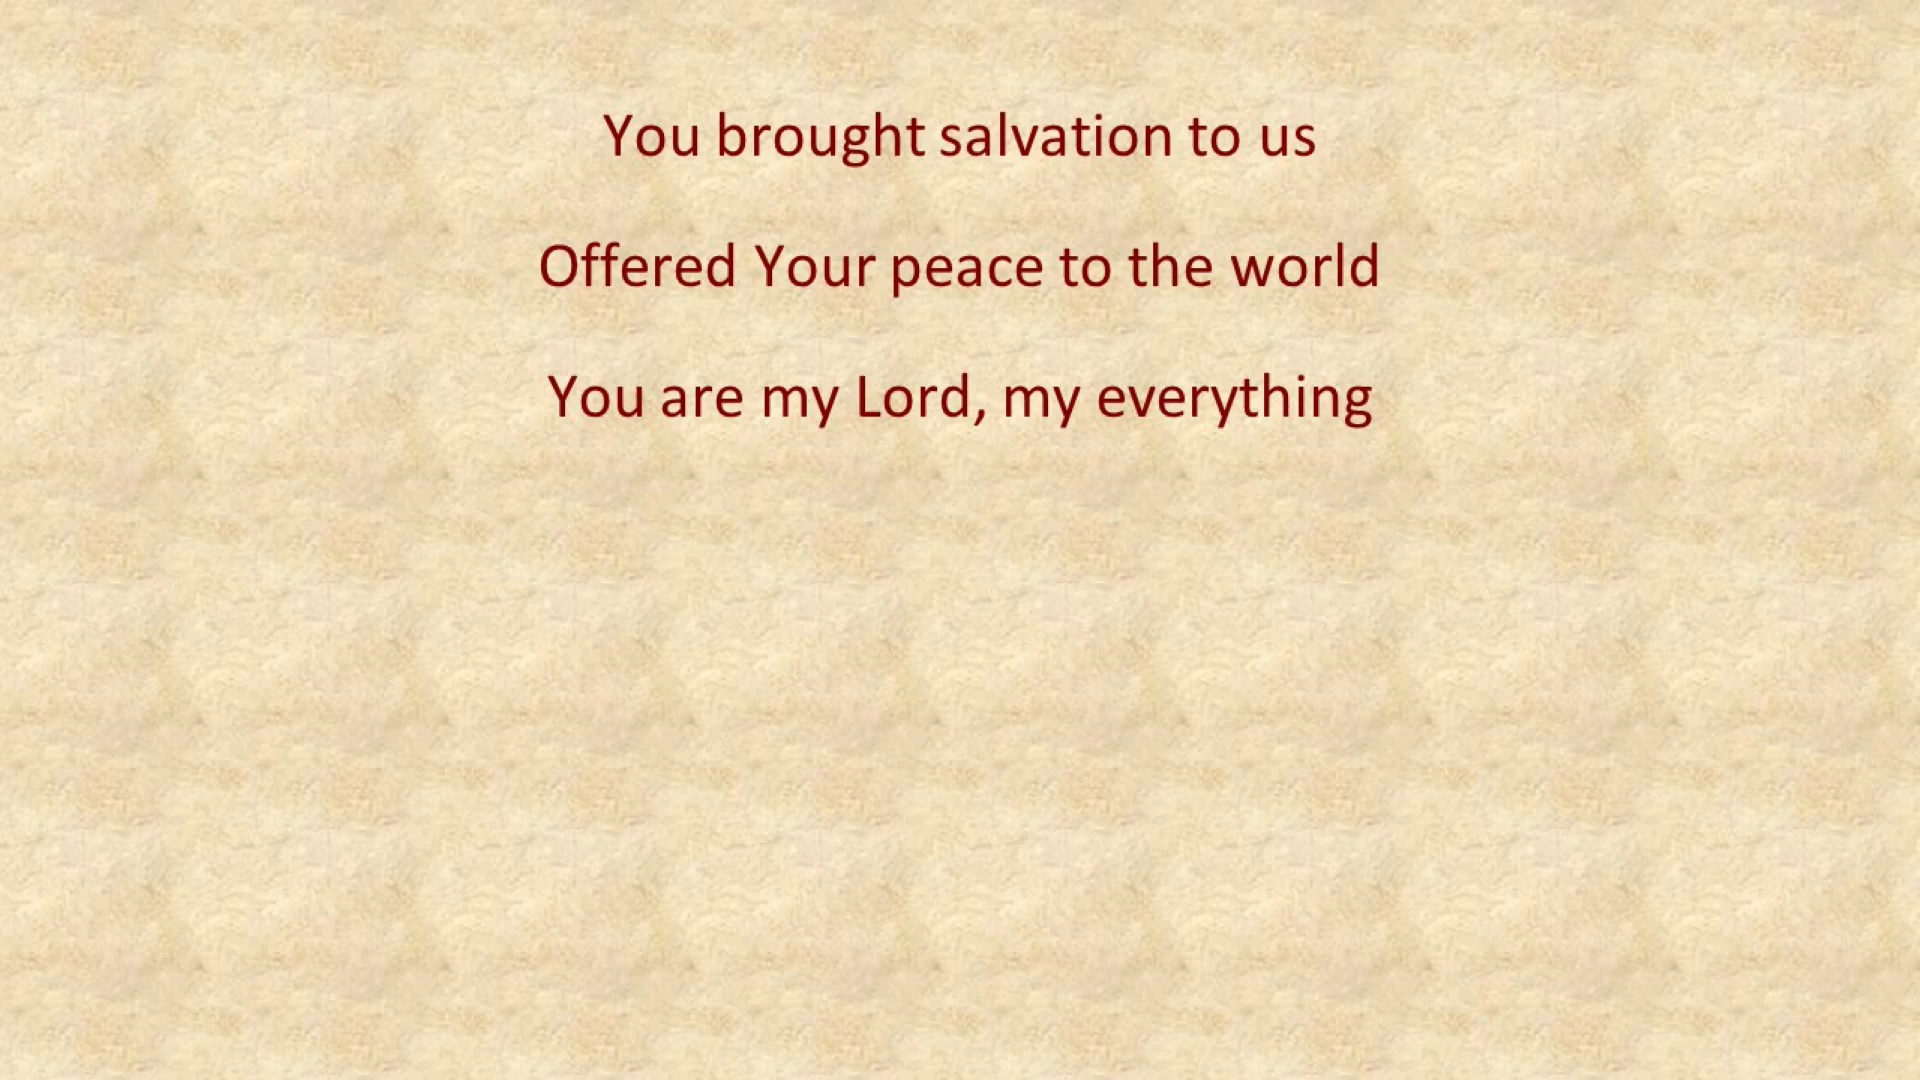 You brought salvation to us
Offered Your peace to the world
You are my Lord, my everything